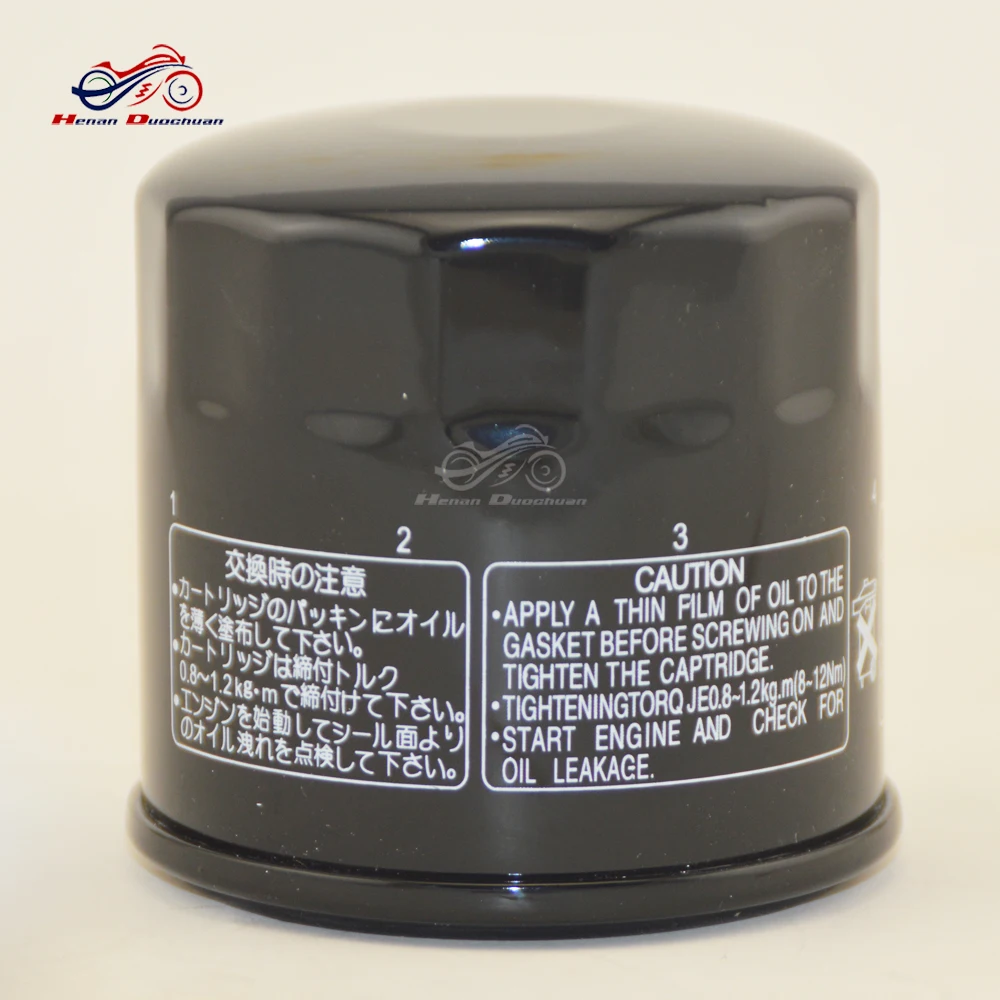 Henan Duochuan
Henan Duochuan
1
2
3
4
交換時の注意
・カートリッジのパッキンにオイル
を薄く塗布して下さい。
・カートリッジは締付トルク
0.8~1.2kg·mで締付けて下さい。
・エンジンを始動してシール面より
のオイル洩れを点検して下さい。
CAUTION
•APPLY A THIN FILM OF OIL TO THE
GASKET BEFORE SCREWING ON AND
TIGHTEN THE CAPTRIDGE.
•TIGHTENINGTORQJE0.8~1.2kg.m(8~12Nm)
•START ENGINE AND CHECK FOR
OIL LEAKAGE.